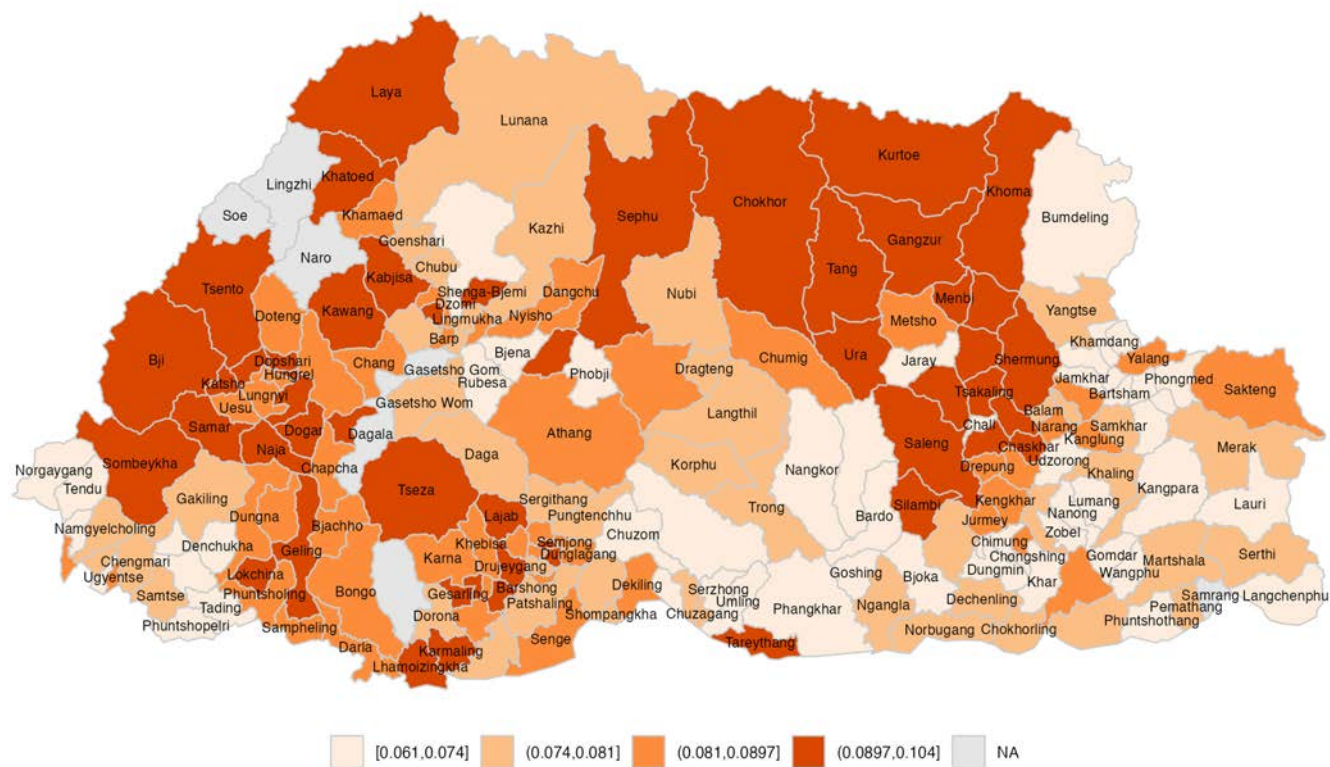 Laya
Lunana
Kurtoe
Khatoed
Lingzhi
Khoma
Chokhor
Soe
Khamaed
Sephu
Bumdeling
Kazhi
Goenshari
Gangzur
Naro
Chubu
Tang
Kabjisa
Tsento
Shenga-Bjemi
Dangchu
Nubi
Menbi
Dzomi
Kawang
Yangtse
Doteng
Lingmukha
Nyisho
Metsho
Barp
Khamdang
Bji
Dopshari
Chang
Bjena
Chumig
Ura
Shermung
Yalang
Hungrel
Gasetsho Gom
Jaray
Phobji
Dragteng
Jamkhar
Phongmed
Katsho
Rubesa
Tsakaling
Bartsham
Sakteng
Lungnyi
Gasetsho Wom
Uesu
Langthil
Balam
Chali
Samkhar
Samar
Dogar
Dagala
Athang
Narang
Saleng
Chaskhar
Kanglung
Naja
Daga
Merak
Sombeykha
Chapcha
Korphu
Nangkor
Udzorong
Norgaygang
Drepung
Khaling
Tendu
Tseza
Kangpara
Gakiling
Sergithang
Silambi
Kengkhar
Lumang
Trong
Lauri
Dungna
Lajab
Pungtenchhu
Bardo
Nanong
Namgyelcholing
Bjachho
Jurmey
Denchukha
Chuzom
Zobel
Geling
Khebisa
Semjong
Chimung
Dunglagang
Chongshing
Gomdar
Serthi
Chengmari
Karna
Drujeygang
Goshing
Martshala
Lokchina
Bjoka
Dungmin
Wangphu
Ugyentse
Khar
Samtse
Phuntsholing
Bongo
Gesarling
Barshong
Dekiling
Serzhong
Samrang
Langchenphu
Patshaling
Umling
Ngangla
Dechenling
Tading
Dorona
Shompangkha
Chuzagang
Phangkhar
Pemathang
Phuntshopelri
Sampheling
Norbugang
Chokhorling
Phuntshothang
Darla
Karmaling
Senge
Tareythang
Lhamoizingkha
[0.061,0.074]
(0.074,0.081]
(0.081,0.0897]
(0.0897,0.104]
NA